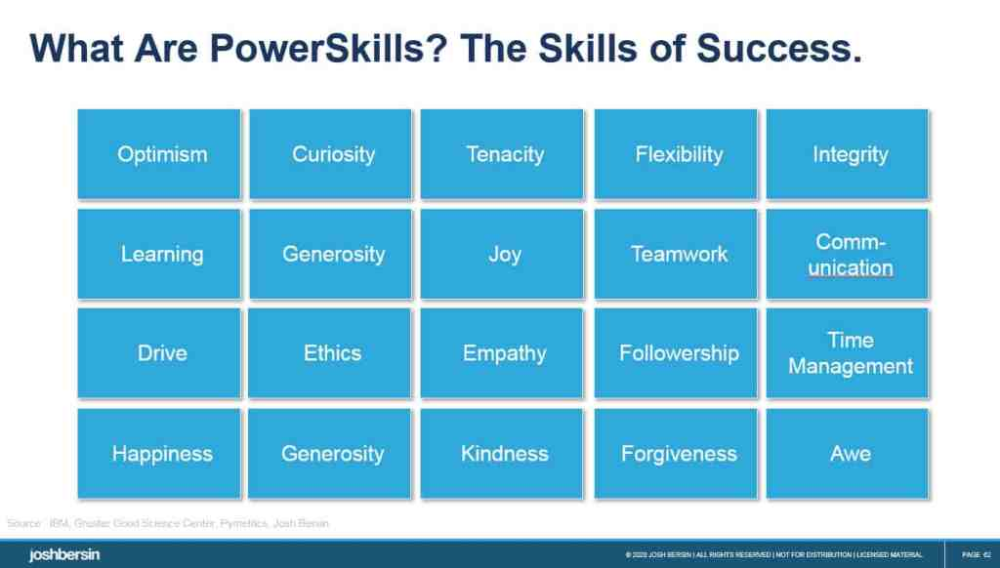 What Are PowerSkills? The Skills of Success.
Optimism
Curiosity
Tenacity
Flexibility
Integrity
Learning
Generosity
Joy
Teamwork
Comm-
unication
Drive
Ethics
Empathy
Followership
Time
Management
Happiness
Generosity
Kindness
Forgiveness
Awe
Source: IBM, Greater Good Science Center, Pymetrics, Josh Bersin
joshbersin
© 2020 JOSH BERSIN | ALL RIGHTS RESERVED | NOT FOR DISTRIBUTION | LICENSED MATERIAL
PAGE 62